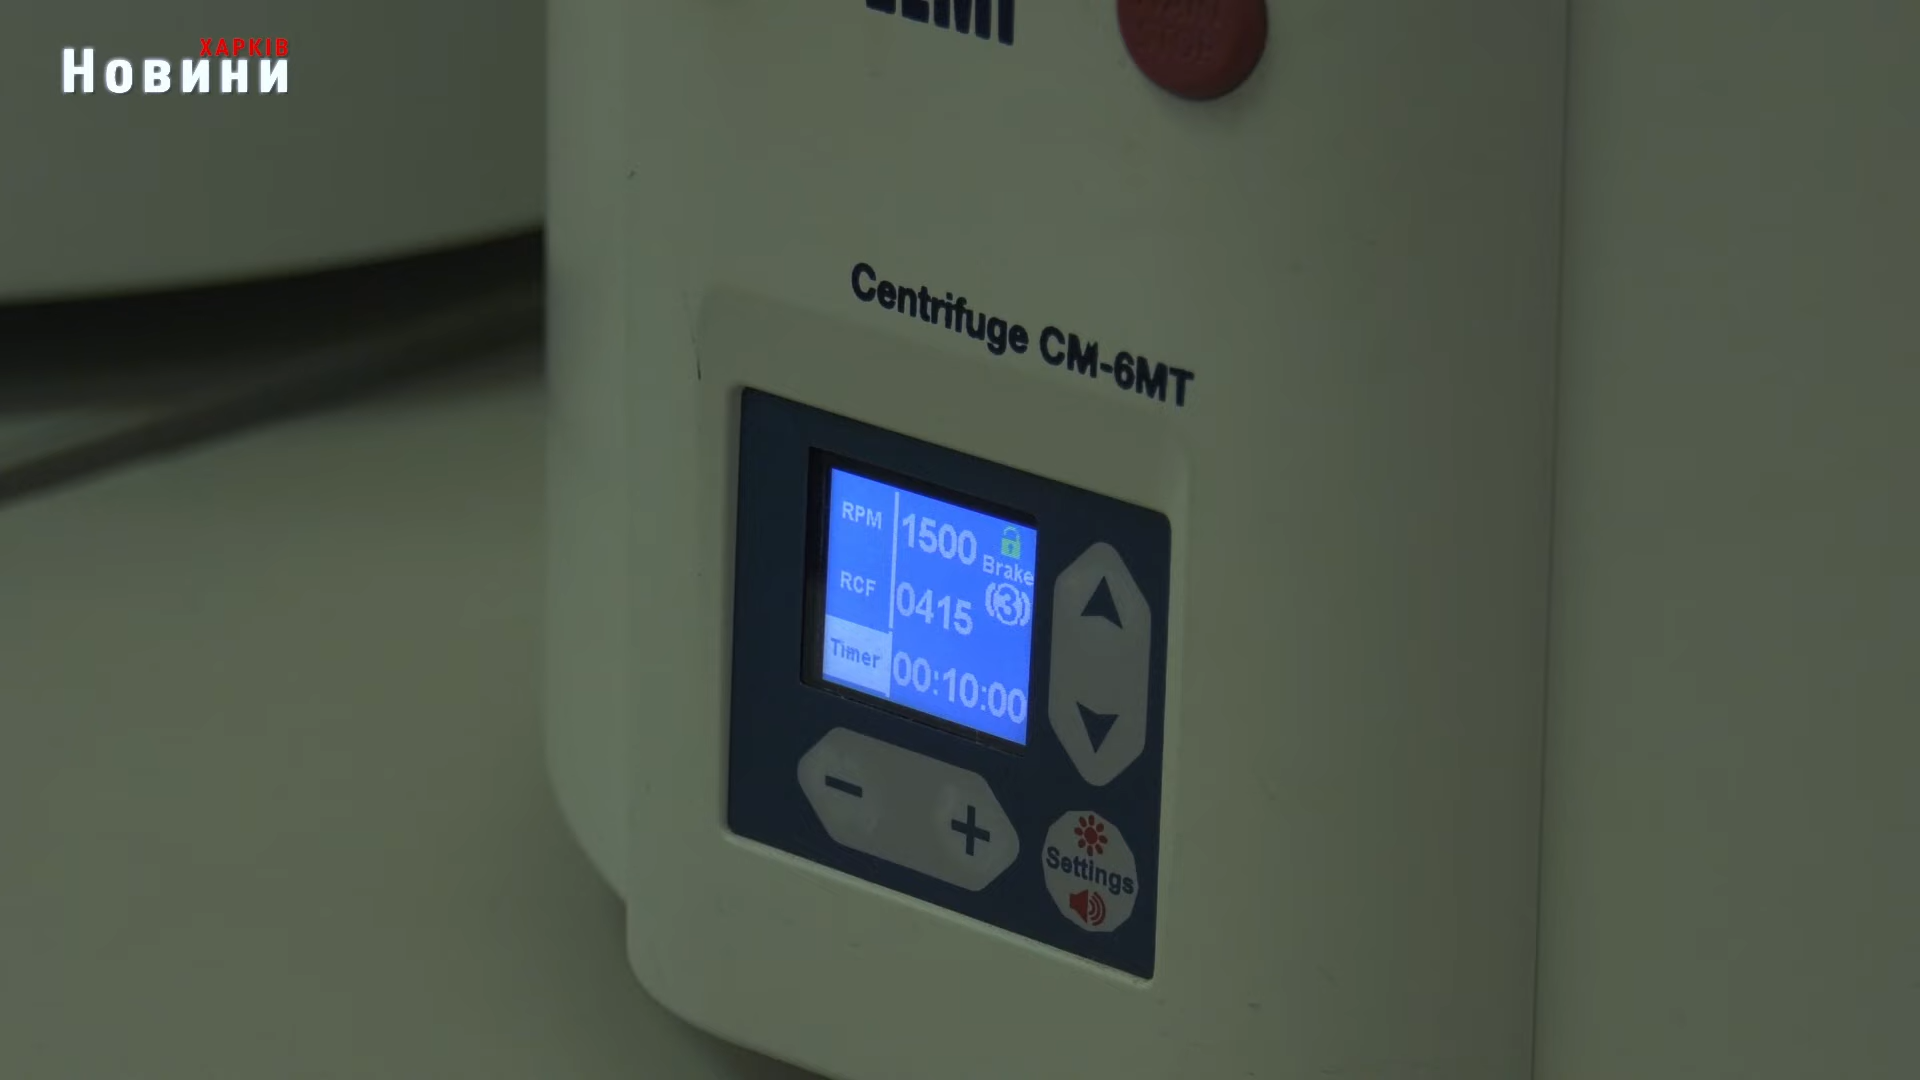 ХАРКІВ
Новини
Centrifuge CM-6MT
RPM 1500
Brake
RCF 0415 (3)
Timer 00:10:00
- +
Settings